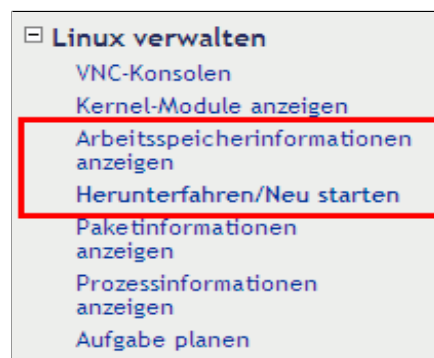 Linux verwalten
VNC-Konsolen
Kernel-Module anzeigen
Arbeitsspeicherinformationen
anzeigen
Herunterfahren/Neu starten
Paketinformationen
anzeigen
Prozessinformationen
anzeigen
Aufgabe planen